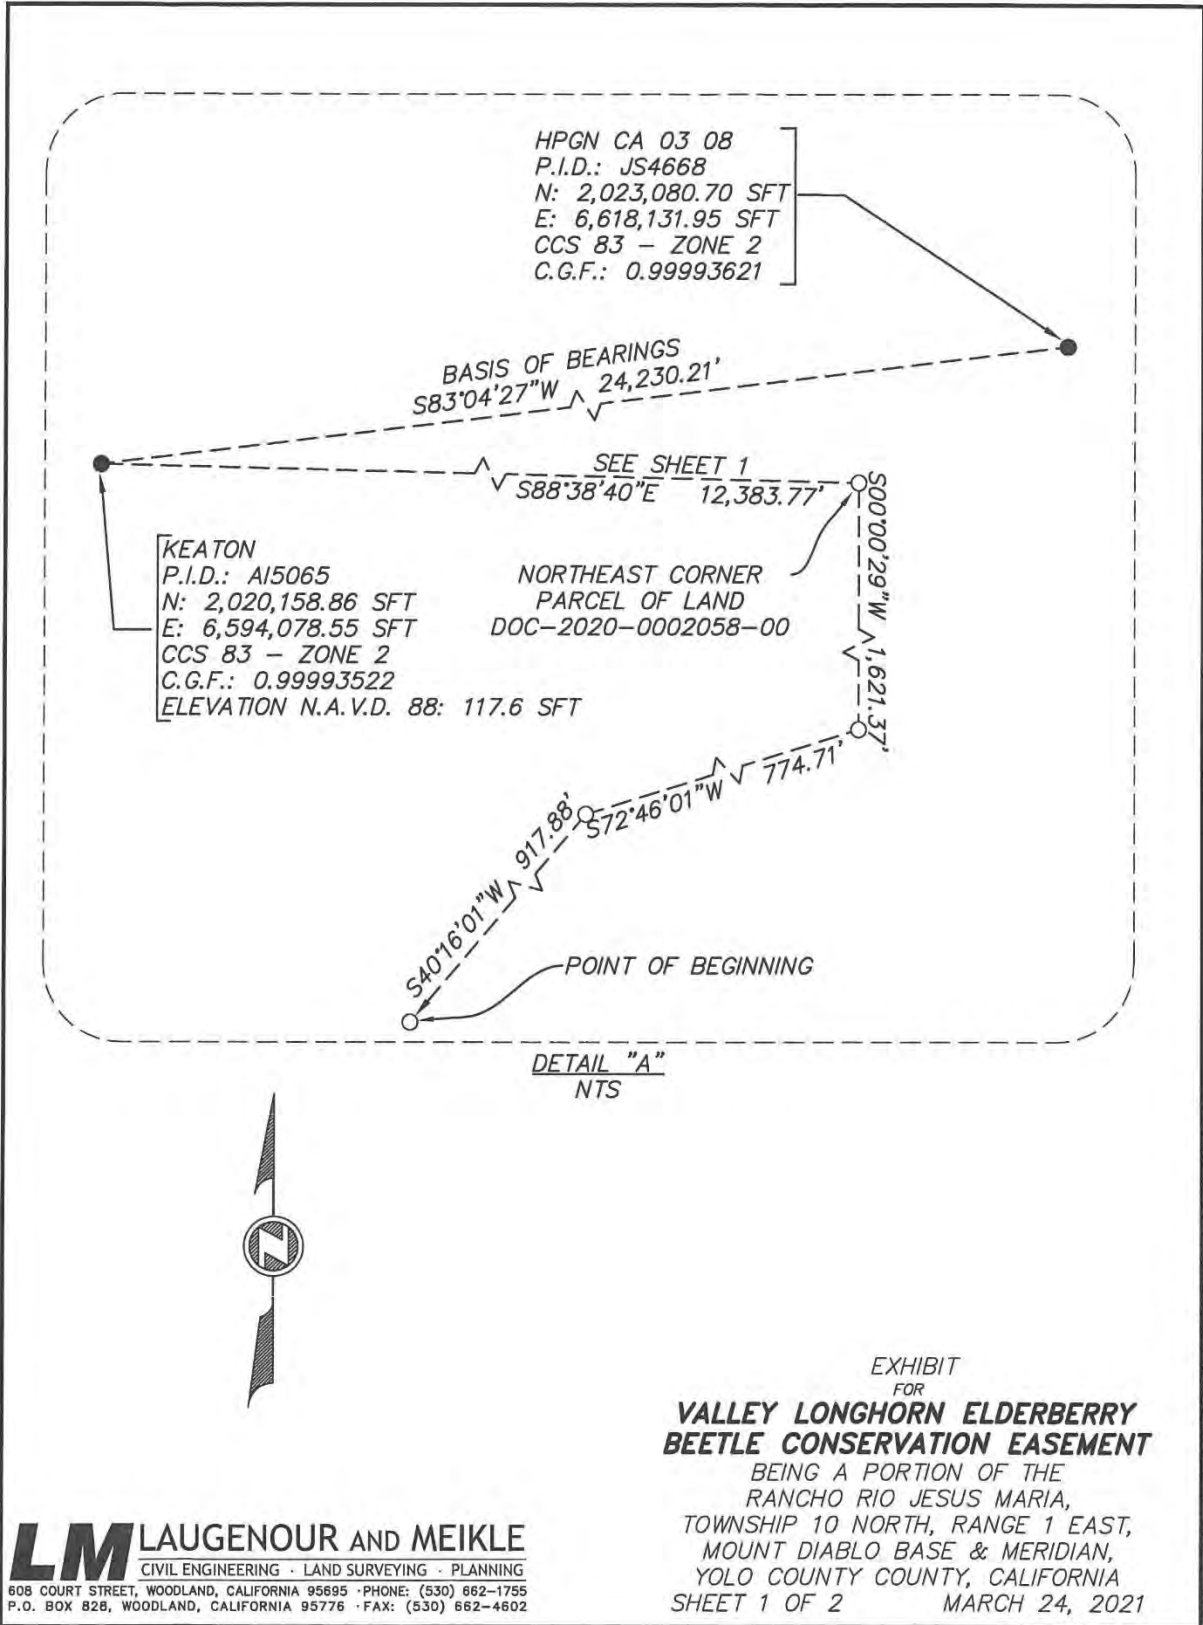 HPGN CA 03 08
P.I.D.: JS4668
N: 2,023,080.70 SFT
E: 6,618,131.95 SFT
CCS 83 – ZONE 2
C.G.F.: 0.99993621
BASIS OF BEARINGS
S83°04'27"W 24,230.21'
SEE SHEET 1
S88°38'40"E 12,383.77'
S00°00'29"W 1,621.37'
KEATON
P.I.D.: AI5065
N: 2,020,158.86 SFT
E: 6,594,078.55 SFT
CCS 83 – ZONE 2
C.G.F.: 0.99993522
ELEVATION N.A.V.D. 88: 117.6 SFT
NORTHEAST CORNER
PARCEL OF LAND
DOC–2020–0002058–00
S72°46'01"W 774.71'
S40°16'01"W 917.88'
POINT OF BEGINNING
DETAIL "A"
NTS
N
EXHIBIT
FOR
VALLEY LONGHORN ELDERBERRY
BEETLE CONSERVATION EASEMENT
BEING A PORTION OF THE
RANCHO RIO JESUS MARIA,
TOWNSHIP 10 NORTH, RANGE 1 EAST,
MOUNT DIABLO BASE & MERIDIAN,
YOLO COUNTY COUNTY, CALIFORNIA
SHEET 1 OF 2 MARCH 24, 2021
LM LAUGENOUR AND MEIKLE
CIVIL ENGINEERING · LAND SURVEYING · PLANNING
608 COURT STREET, WOODLAND, CALIFORNIA 95695 ·PHONE: (530) 662–1755
P.O. BOX 828, WOODLAND, CALIFORNIA 95776 ·FAX: (530) 662–4602